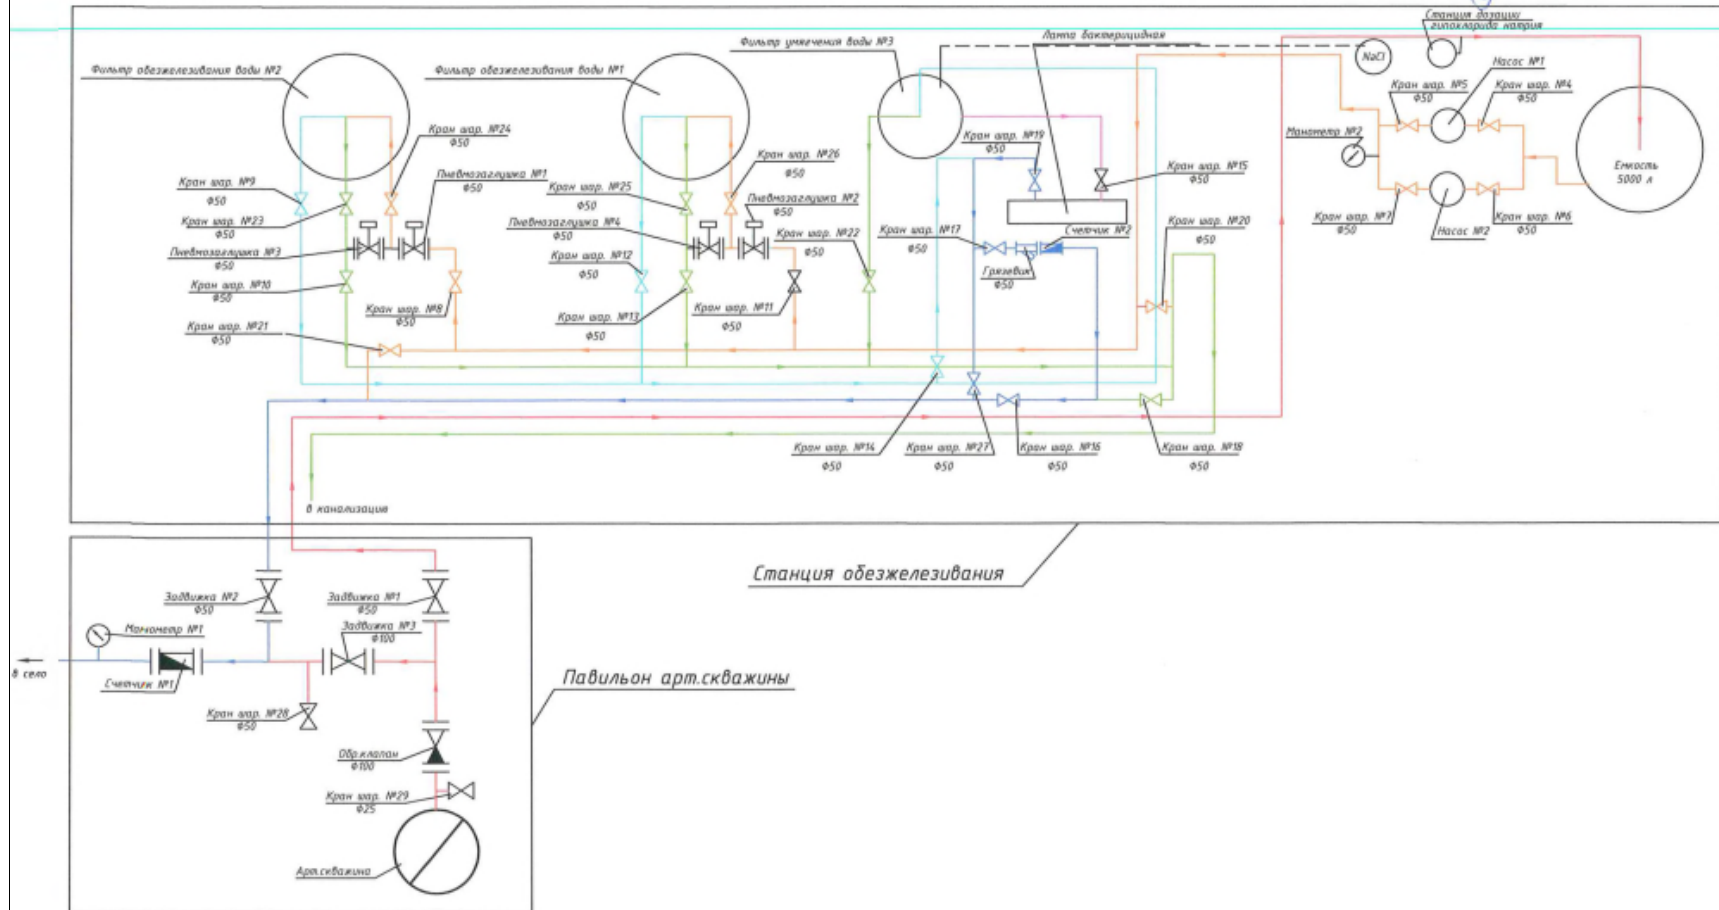 Станция дозации
гипохлорида натрия
Фильтр обезжелезивания воды №2
Фильтр обезжелезивания воды №1
Фильтр умягчения воды №3
Лампа бактерицидная
NaCl
Насос №1
Кран шар. №5
Ф50
Кран шар. №4
Ф50
Манометр №2
Емкость
5000 л
Кран шар. №7
Ф50
Насос №2
Кран шар. №6
Ф50
Кран шар. №24
Ф50
Кран шар. №26
Ф50
Кран шар. №19
Ф50
Кран шар. №15
Ф50
Кран шар. №9
Ф50
Пневмозаглушка №1
Ф50
Кран шар. №25
Ф50
Пневмозаглушка №2
Ф50
Кран шар. №23
Ф50
Пневмозаглушка №4
Ф50
Кран шар. №22
Ф50
Кран шар. №17
Ф50
Счетчик №2
Кран шар. №20
Ф50
Пневмозаглушка №3
Ф50
Кран шар. №12
Ф50
Грязевик
Ф50
Кран шар. №10
Ф50
Кран шар. №8
Ф50
Кран шар. №13
Ф50
Кран шар. №11
Ф50
Кран шар. №21
Ф50
Кран шар. №14
Ф50
Кран шар. №27
Ф50
Кран шар. №16
Ф50
Кран шар. №18
Ф50
В канализацию
Станция обезжелезивания
Задвижка №2
Ф50
Задвижка №1
Ф50
Манометр №1
Задвижка №3
Ф100
в село
Счетчик №1
Павильон арт.скважины
Кран шар. №28
Ф50
Обр.клапан
Ф100
Кран шар. №29
Ф25
Арт.скважина